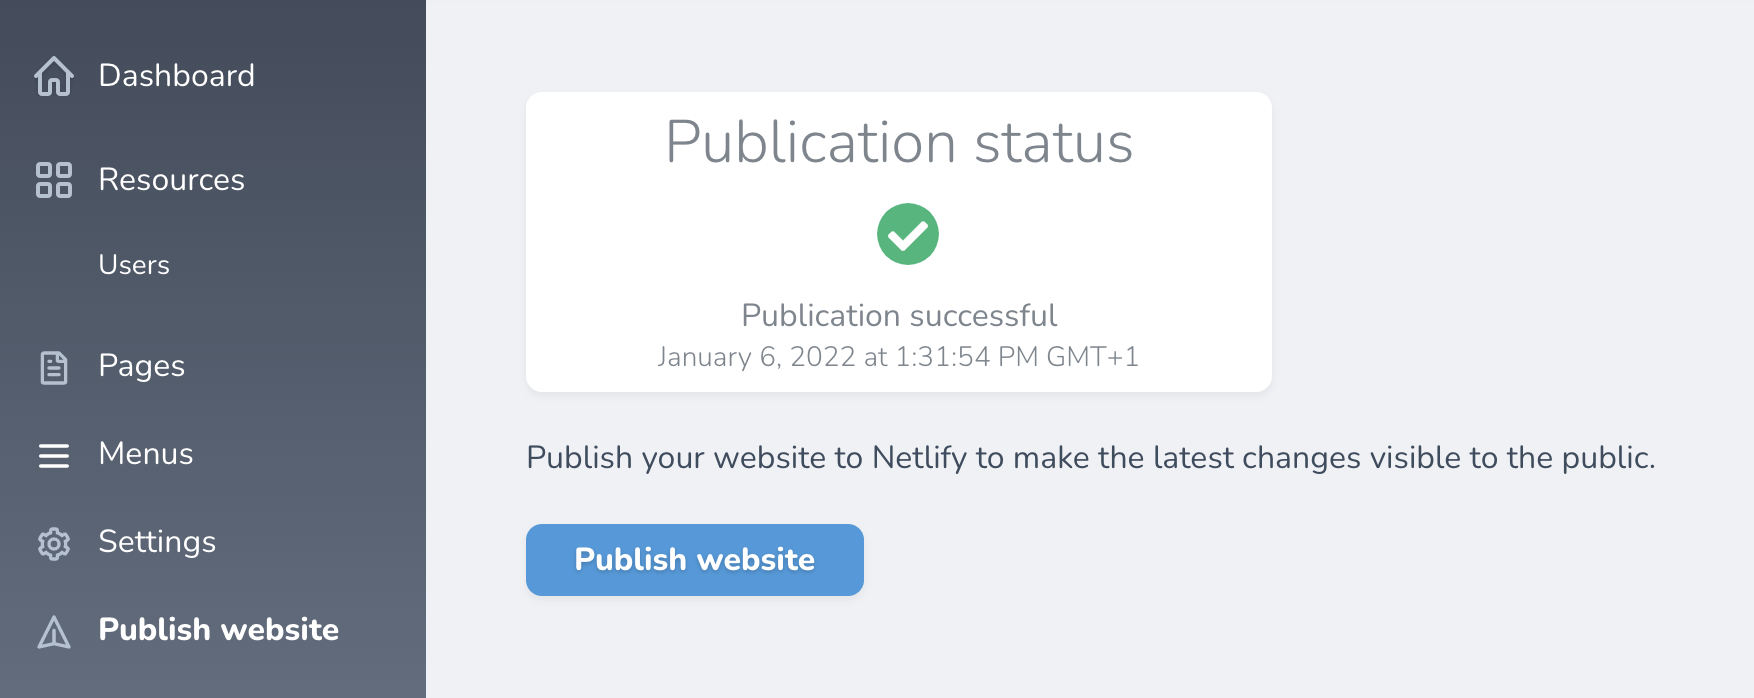 Dashboard
Resources
Users
Pages
Menus
Settings
Publish website
Publication status
Publication successful
January 6, 2022 at 1:31:54 PM GMT+1
Publish your website to Netlify to make the latest changes visible to the public.
Publish website